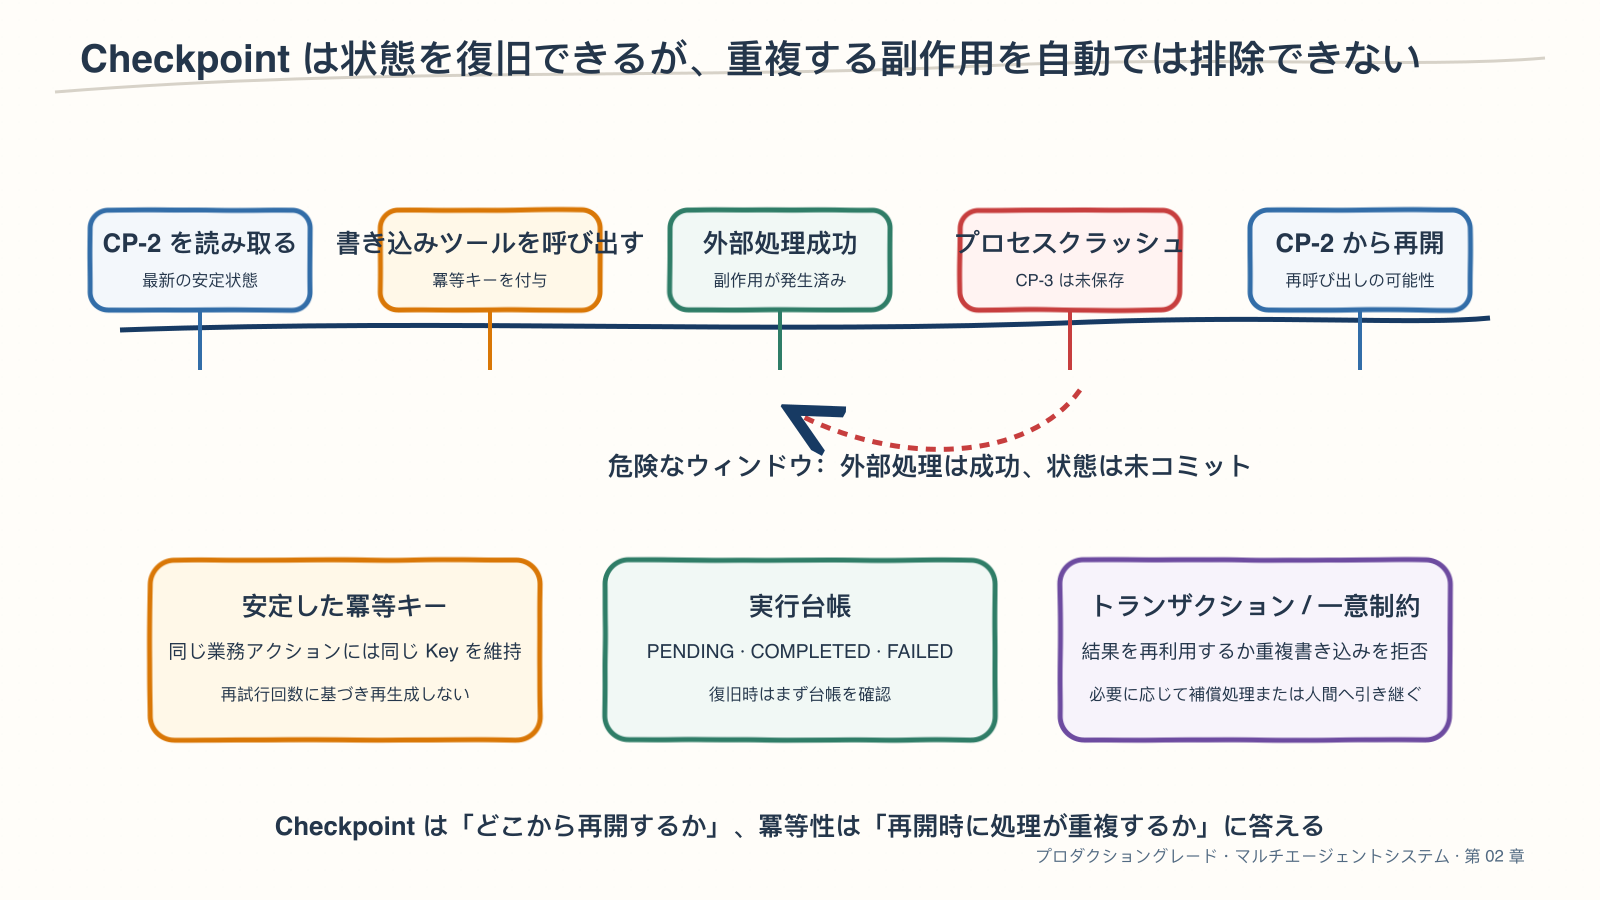 Checkpoint は状態を復旧できるが、重複する副作用を自動では排除できない
CP-2 を読み取る
最新の安定状態
書き込みツールを呼び出す
冪等キーを付与
外部処理成功
副作用が発生済み
プロセスクラッシュ
CP-3 は未保存
CP-2 から再開
再呼び出しの可能性
危険なウィンドウ：外部処理は成功、状態は未コミット
安定した冪等キー
同じ業務アクションには同じ Key を維持
再試行回数に基づき再生成しない
実行台帳
PENDING · COMPLETED · FAILED
復旧時はまず台帳を確認
トランザクション / 一意制約
結果を再利用するか重複書き込みを拒否
必要に応じて補償処理または人間へ引き継ぐ
Checkpoint は「どこから再開するか」、冪等性は「再開時に処理が重複するか」に答える
プロダクショングレード · マルチエージェントシステム · 第 02 章